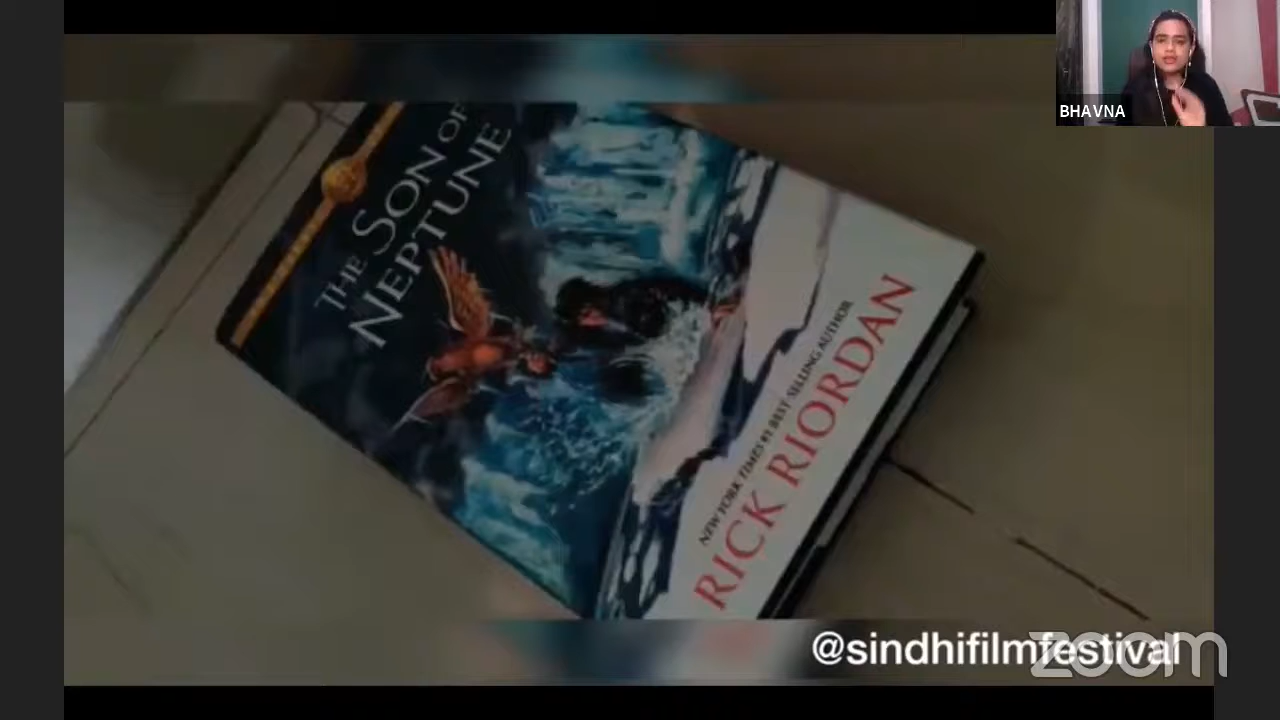 BHAVNA
THE SON OF
NEPTUNE
NEW YORK TIMES #1 BEST-SELLING AUTHOR
RICK RIORDAN
@sindhifilmfestival
zoom